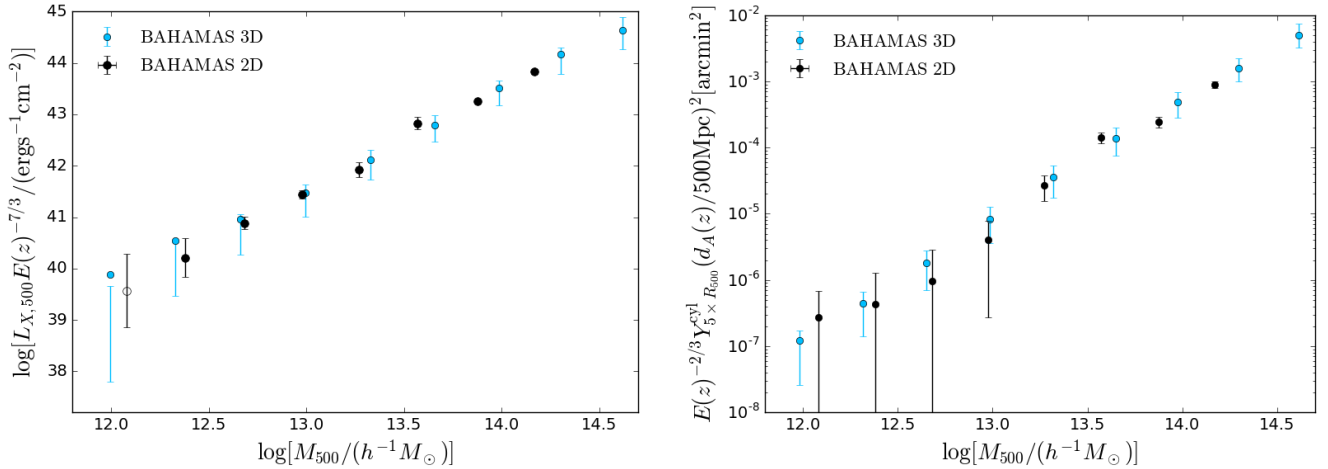 45
44
43
42
41
40
39
38
log[L_{X,500}E(z)^{-7/3}/(ergs^{-1}cm^{-2})]
BAHAMAS 3D
BAHAMAS 2D
12.0 12.5 13.0 13.5 14.0 14.5
log[M_{500}/(h^{-1}M_⊙)]
10^{-2}
10^{-3}
10^{-4}
10^{-5}
10^{-6}
10^{-7}
10^{-8}
E(z)^{-2/3}Y^{cyl}_{5×R_{500}}(d_A(z)/500Mpc)^2[arcmin^2]
BAHAMAS 3D
BAHAMAS 2D
12.0 12.5 13.0 13.5 14.0 14.5
log[M_{500}/(h^{-1}M_⊙)]